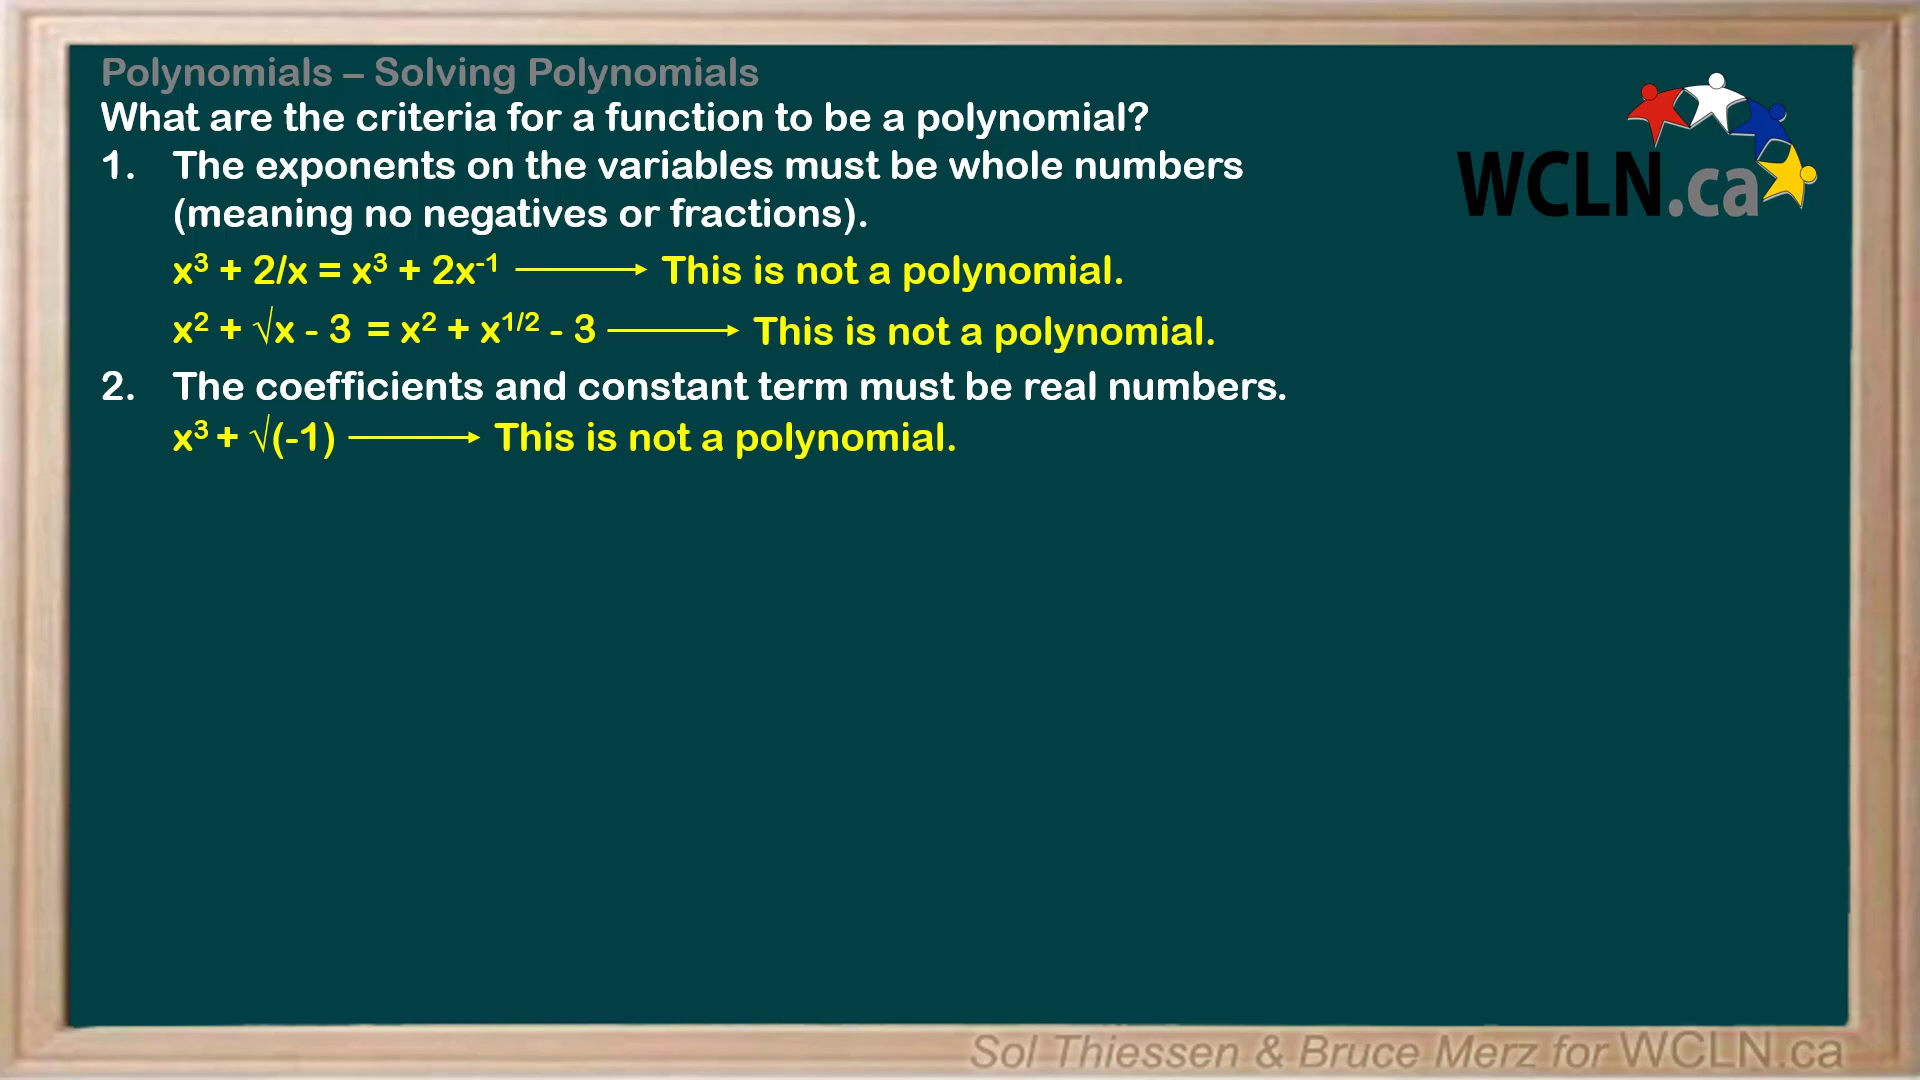 Polynomials – Solving Polynomials
What are the criteria for a function to be a polynomial?
1. The exponents on the variables must be whole numbers
(meaning no negatives or fractions).
x³ + 2/x = x³ + 2x⁻¹ ⟶ This is not a polynomial.
x² + √x - 3 = x² + x^1/2 - 3 ⟶ This is not a polynomial.
2. The coefficients and constant term must be real numbers.
x³ + √(-1) ⟶ This is not a polynomial.
WCLN.ca
Sol Thiessen & Bruce Merz for WCLN.ca